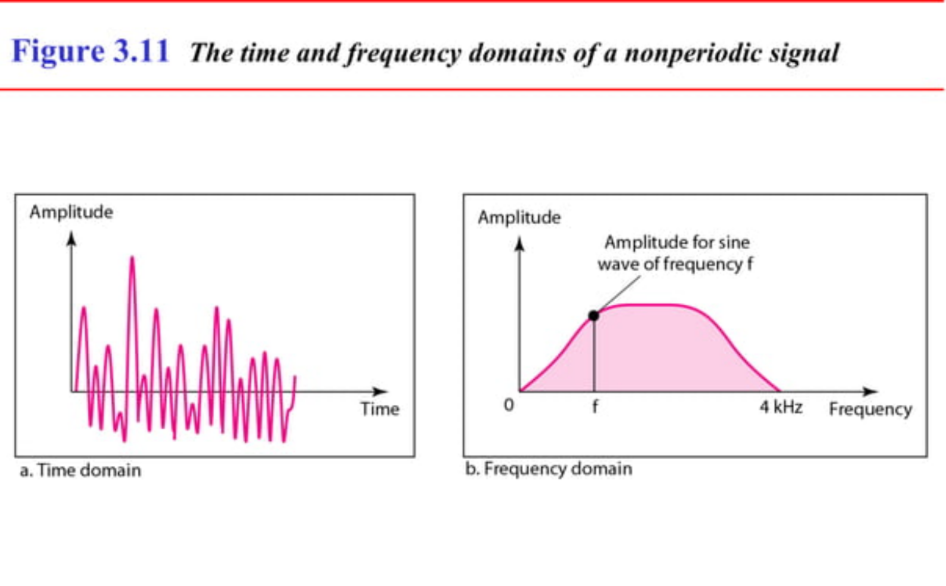 Figure 3.11 The time and frequency domains of a nonperiodic signal
Amplitude
Time
a. Time domain
Amplitude
Amplitude for sine
wave of frequency f
0
f
4 kHz
Frequency
b. Frequency domain